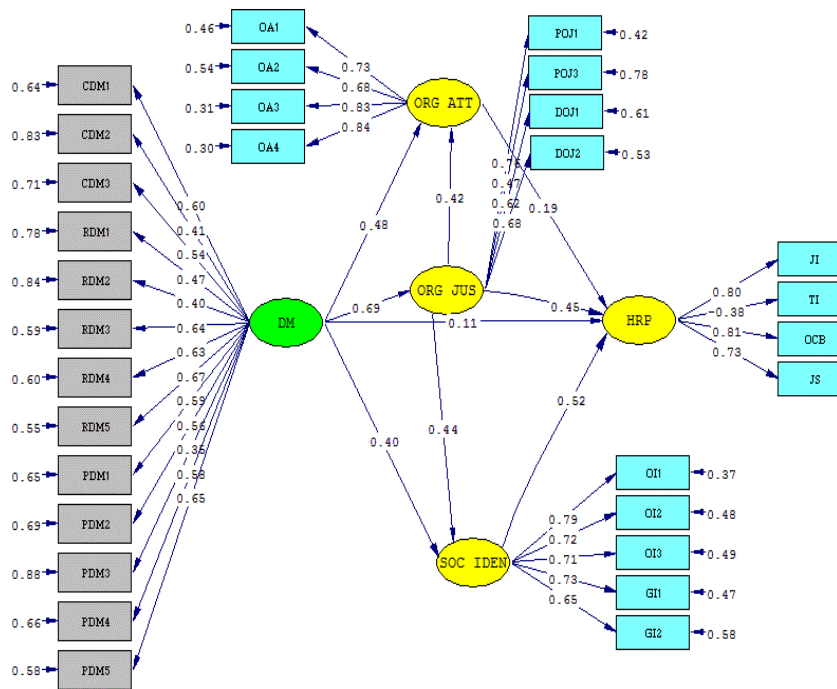 0.46 OA1
0.54 OA2
0.31 OA3
0.30 OA4
0.73
0.68
0.83
0.84
ORG ATT
POJ1 0.42
POJ3 0.78
DOJ1 0.61
DOJ2 0.53
0.76
0.47
0.62
0.68
0.64 CDM1
0.83 CDM2
0.71 CDM3
0.78 RDM1
0.84 RDM2
0.59 RDM3
0.60 RDM4
0.55 RDM5
0.65 PDM1
0.69 PDM2
0.88 PDM3
0.66 PDM4
0.58 PDM5
0.60
0.41
0.54
0.47
0.40
0.64
0.63
0.67
0.59
0.56
0.35
0.58
0.65
DM
0.48
0.42
0.19
0.69
ORG JUS
0.45
0.11
HRP
0.40
0.44
0.52
JI
TI
OCB
JS
0.80
-0.38
0.81
0.73
SOC IDEN
0.79
0.72
0.71
0.73
0.65
OI1 0.37
OI2 0.48
OI3 0.49
GI1 0.47
GI2 0.58